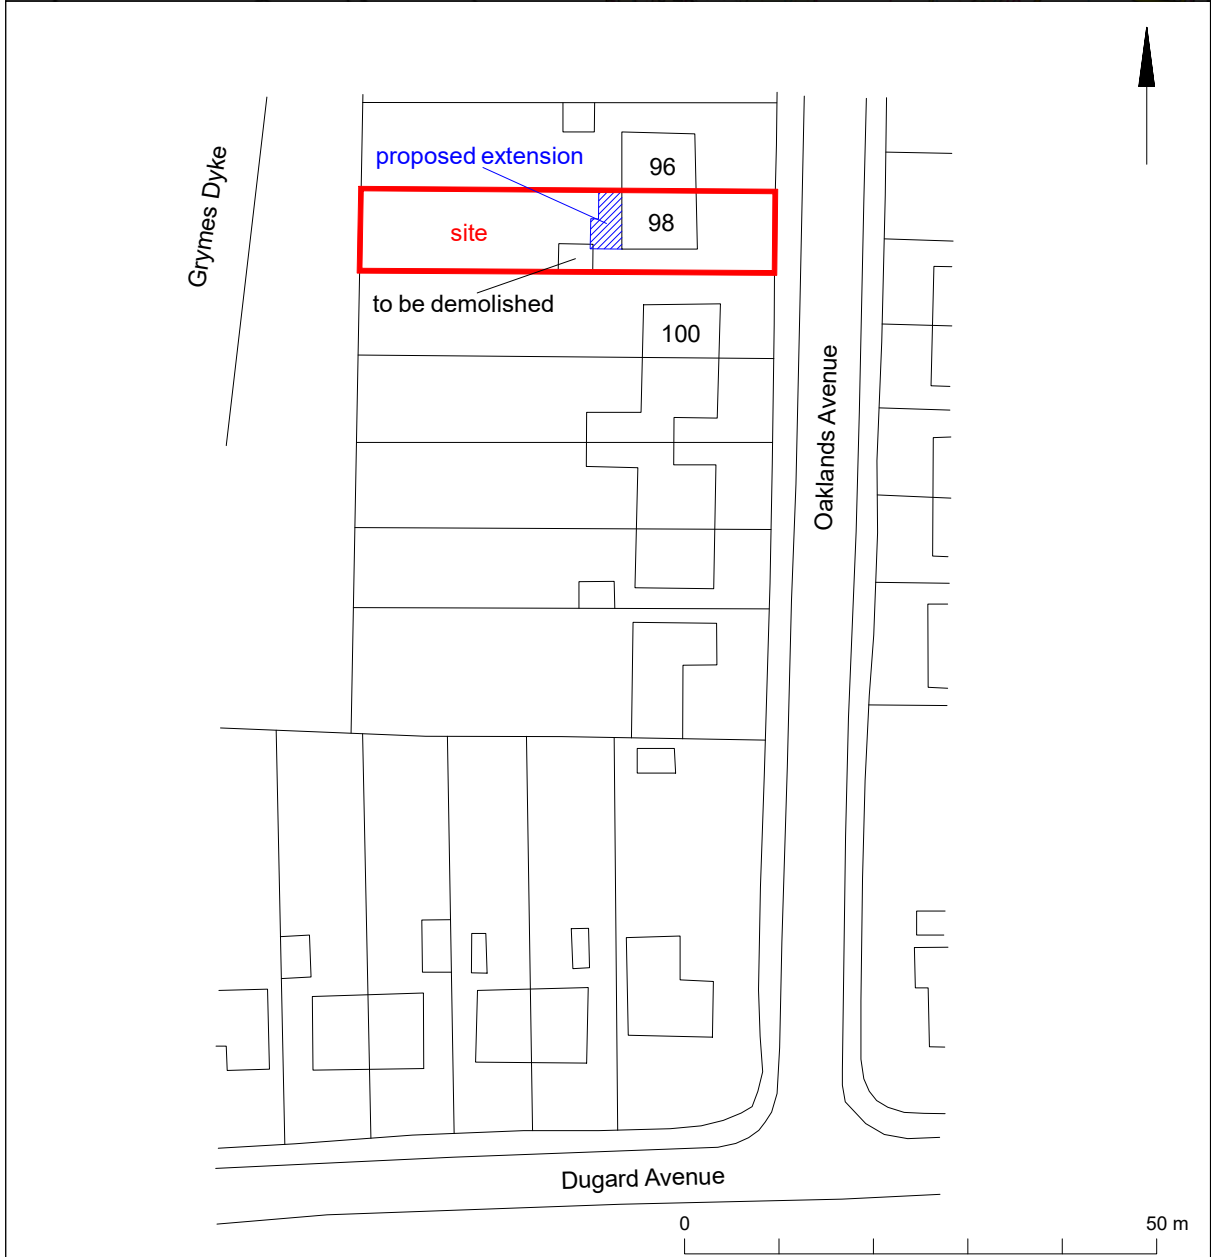 proposed extension
96
Grymes Dyke
site
98
to be demolished
100
Oaklands Avenue
Dugard Avenue
0
50 m